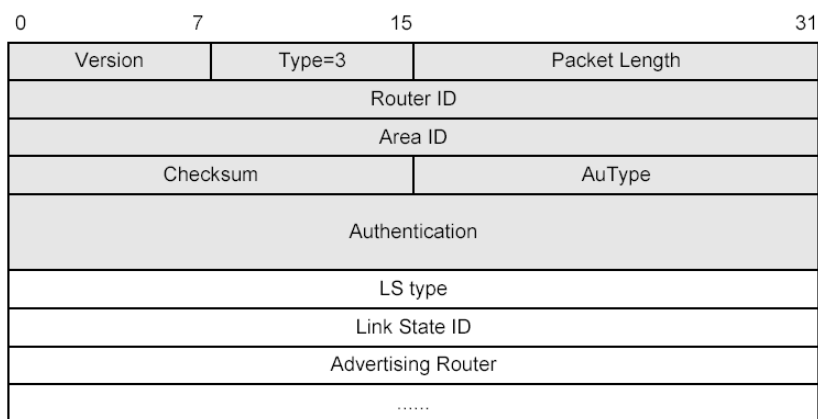 0 7 15 31
Version Type=3 Packet Length
Router ID
Area ID
Checksum AuType
Authentication
LS type
Link State ID
Advertising Router
......